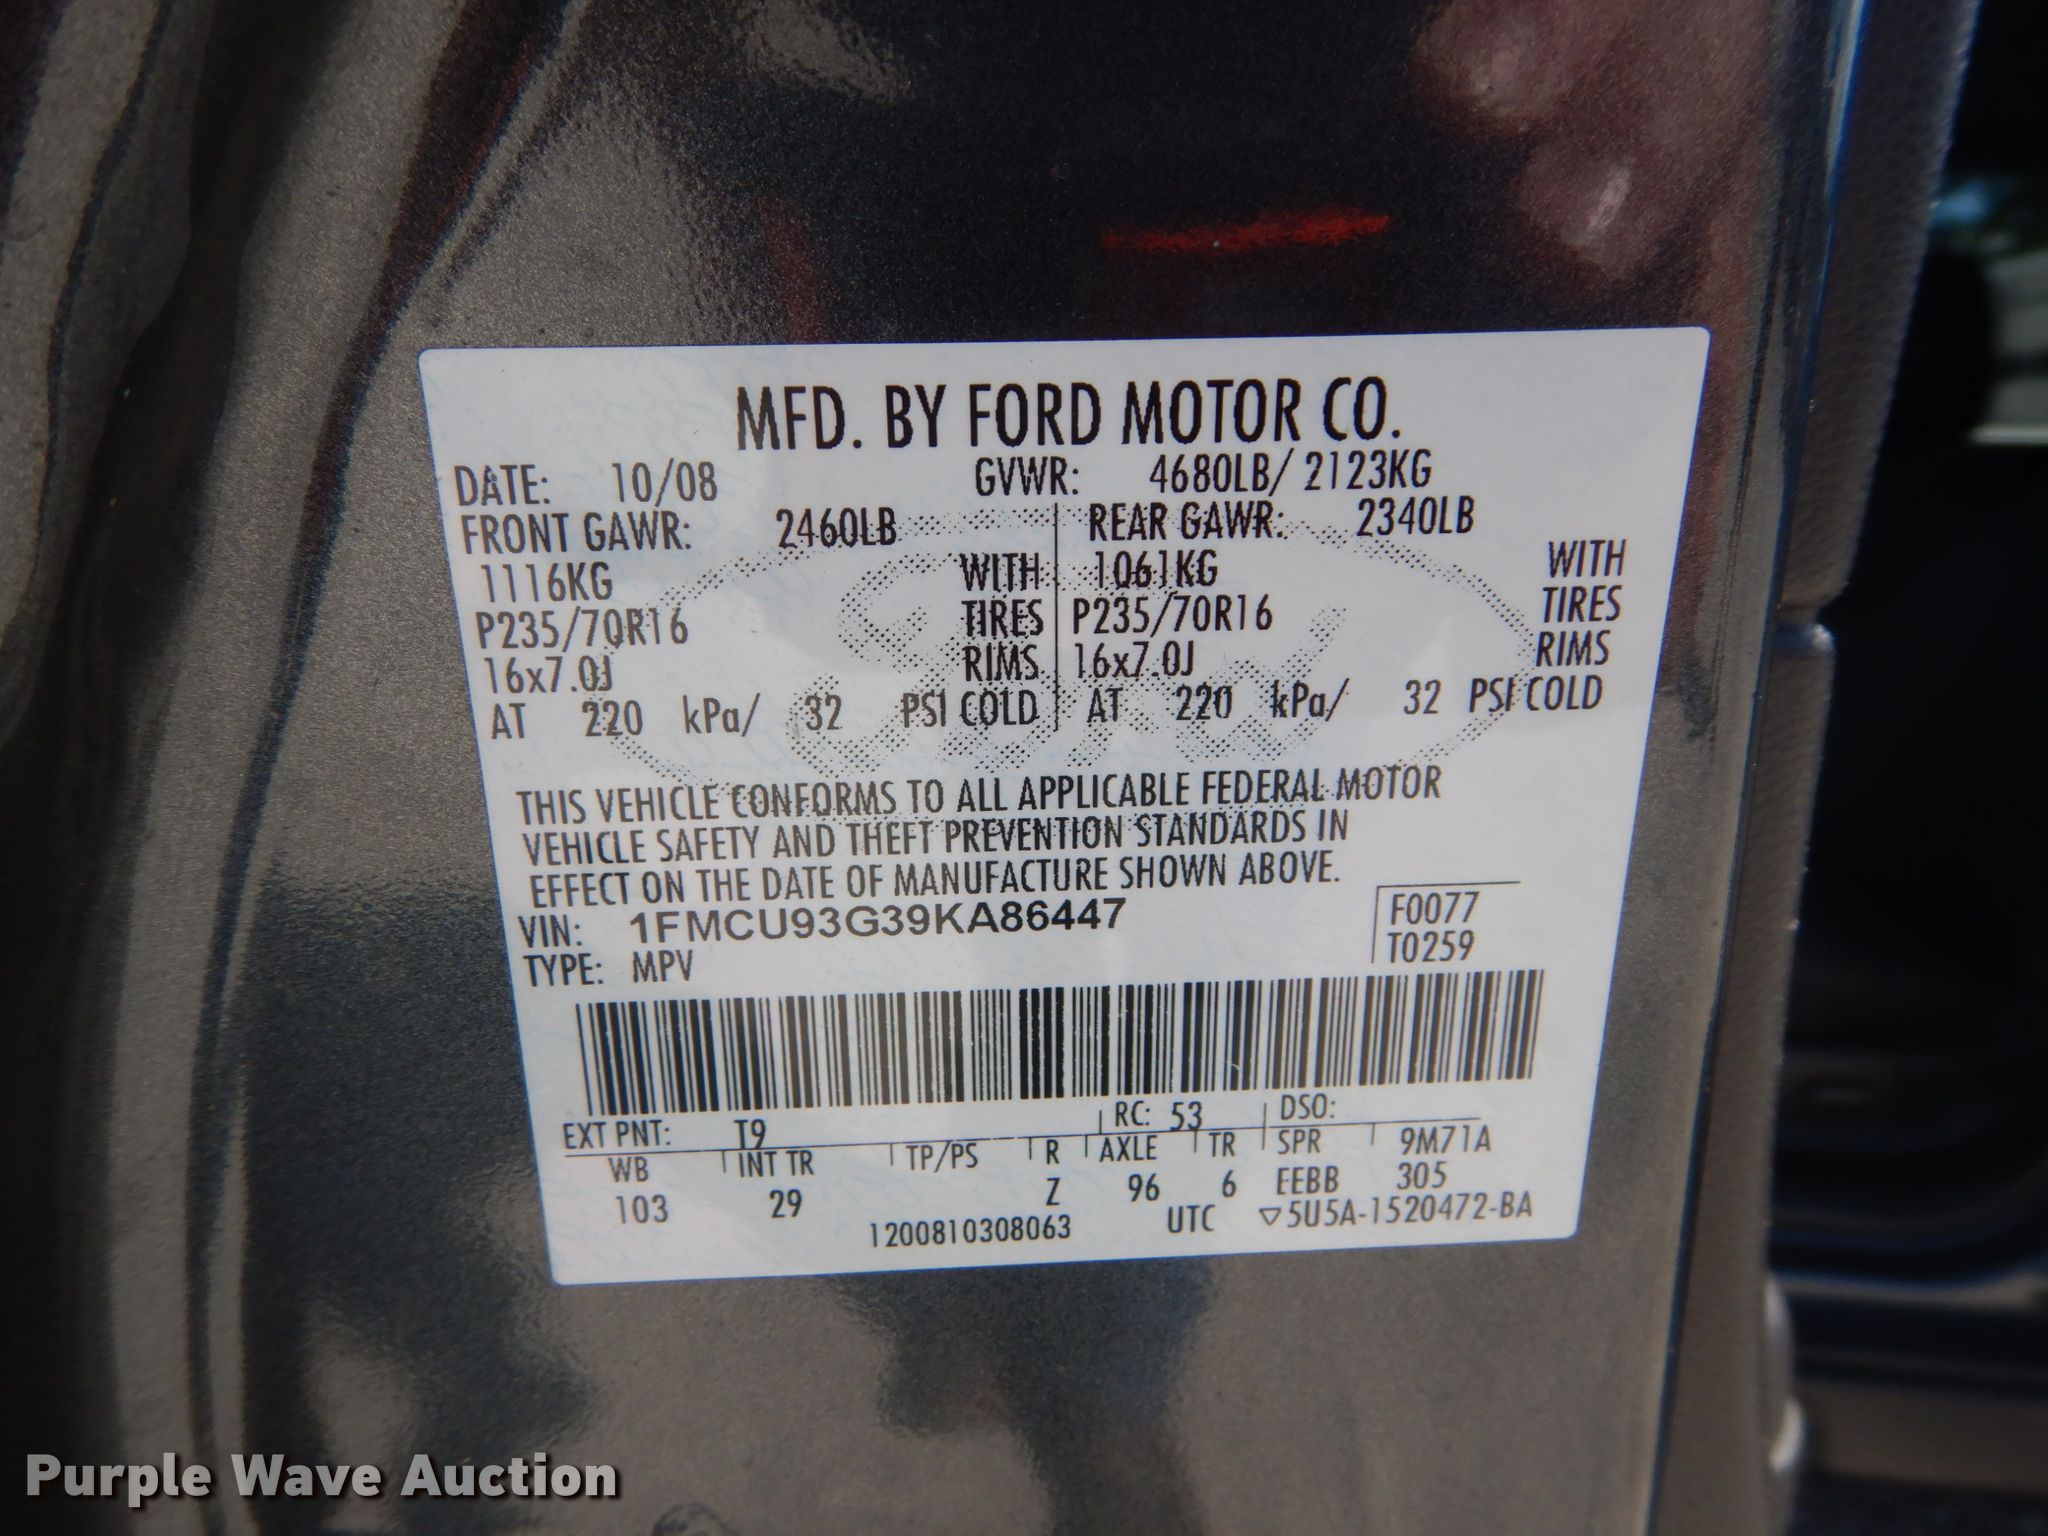 MFD. BY FORD MOTOR CO.
DATE: 10/08 GVWR: 4680LB/ 2123KG
FRONT GAWR: 2460LB REAR GAWR: 2340LB
1116KG WITH 1061KG WITH
P235/70R16 TIRES P235/70R16 TIRES
16x7.0J RIMS 16x7.0J RIMS
AT 220 kPa/ 32 PSI COLD AT 220 kPa/ 32 PSI COLD
Ford
THIS VEHICLE CONFORMS TO ALL APPLICABLE FEDERAL MOTOR
VEHICLE SAFETY AND THEFT PREVENTION STANDARDS IN
EFFECT ON THE DATE OF MANUFACTURE SHOWN ABOVE.
VIN: 1FMCU93G39KA86447 F0077
TYPE: MPV T0259
EXT PNT: T9 RC: 53 DSO:
WB INT TR TP/PS R AXLE TR SPR 9M71A
103 29 Z 96 6 EEBB 305
1200810308063 UTC ▽5U5A-1520472-BA
Purple Wave Auction